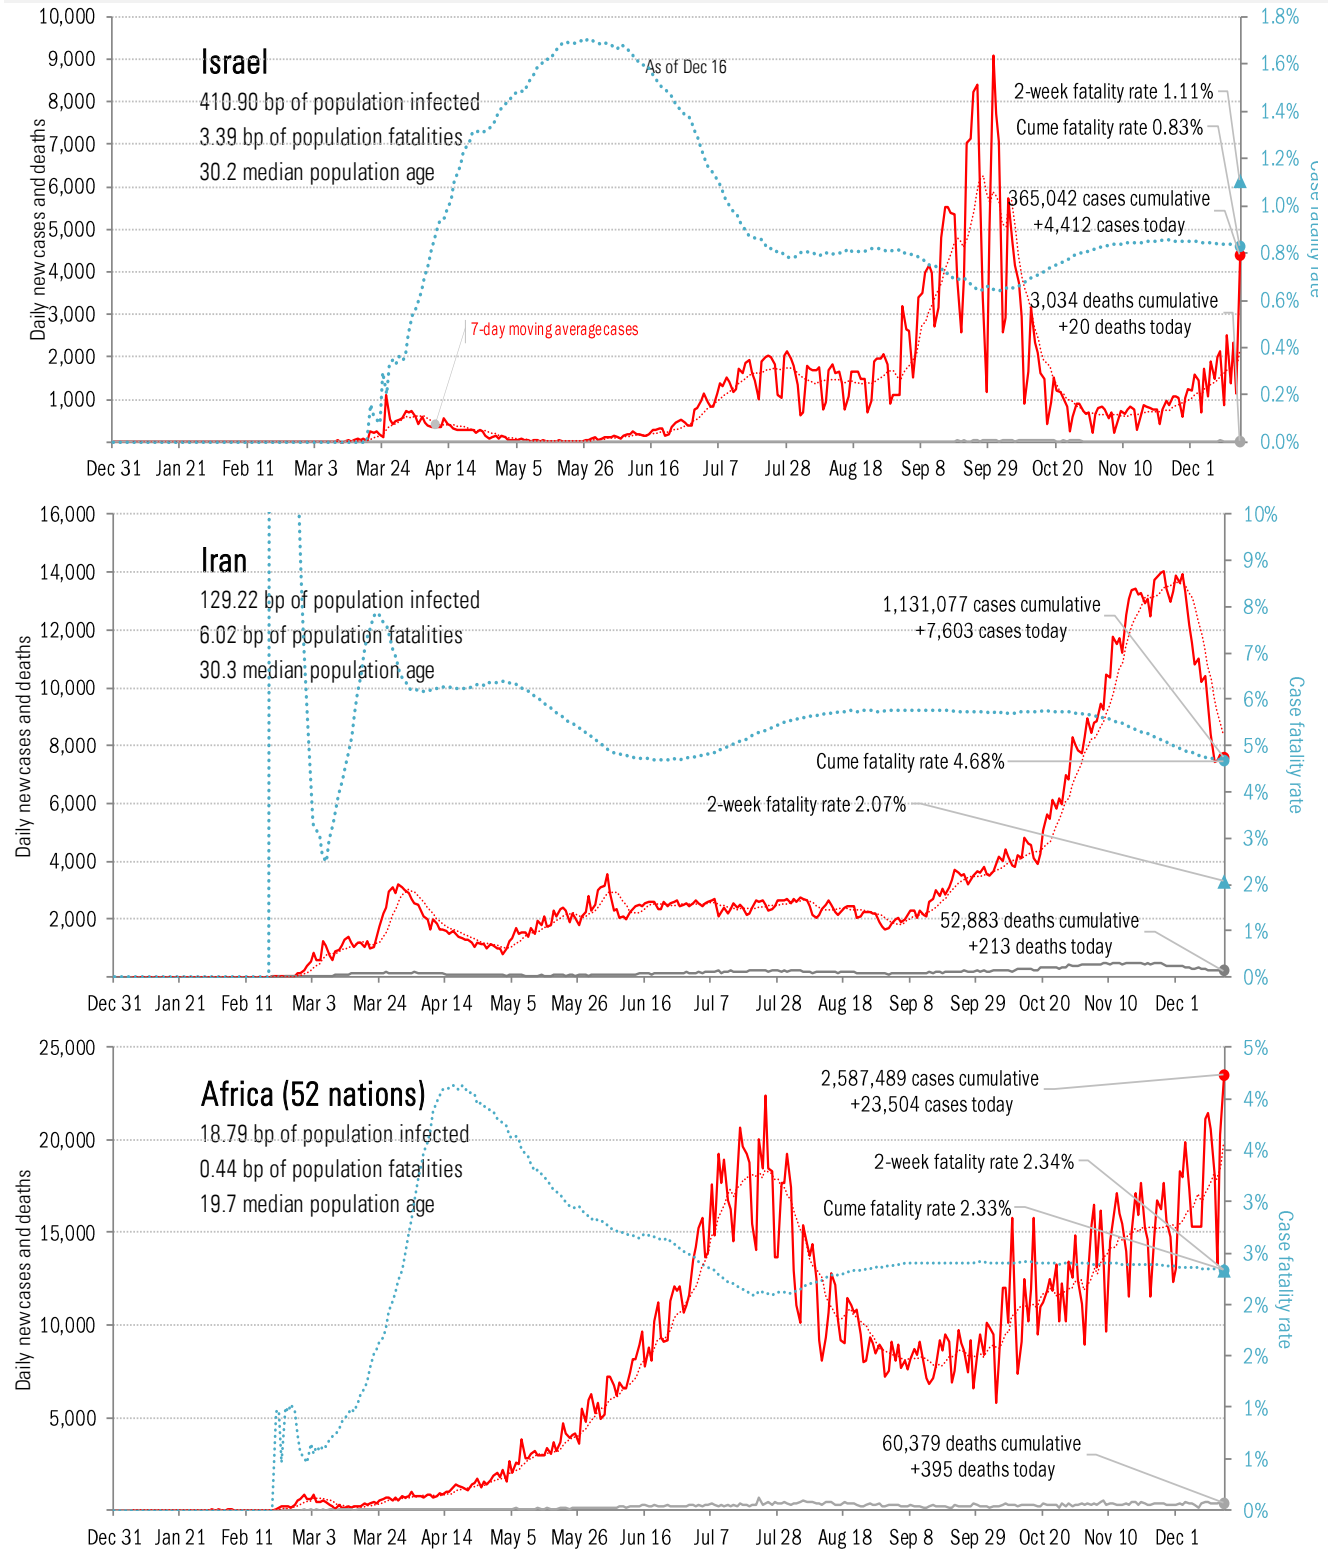 10,000
9,000
8,000
7,000
6,000
5,000
4,000
3,000
2,000
1,000
Daily new cases and deaths
Israel
410.90 bp of population infected
3.39 bp of population fatalities
30.2 median population age
As of Dec 16
7-day moving average cases
2-week fatality rate 1.11%
Cume fatality rate 0.83%
365,042 cases cumulative
+4,412 cases today
3,034 deaths cumulative
+20 deaths today
1.8%
1.6%
1.4%
1.2%
1.0%
0.8%
0.6%
0.4%
0.2%
0.0%
Case fatality rate
Dec 31 Jan 21 Feb 11 Mar 3 Mar 24 Apr 14 May 5 May 26 Jun 16 Jul 7 Jul 28 Aug 18 Sep 8 Sep 29 Oct 20 Nov 10 Dec 1
16,000
14,000
12,000
10,000
8,000
6,000
4,000
2,000
Daily new cases and deaths
Iran
129.22 bp of population infected
6.02 bp of population fatalities
30.3 median population age
1,131,077 cases cumulative
+7,603 cases today
Cume fatality rate 4.68%
2-week fatality rate 2.07%
52,883 deaths cumulative
+213 deaths today
10%
9%
8%
7%
6%
5%
4%
3%
2%
1%
0%
Case fatality rate
Dec 31 Jan 21 Feb 11 Mar 3 Mar 24 Apr 14 May 5 May 26 Jun 16 Jul 7 Jul 28 Aug 18 Sep 8 Sep 29 Oct 20 Nov 10 Dec 1
25,000
20,000
15,000
10,000
5,000
Daily new cases and deaths
Africa (52 nations)
18.79 bp of population infected
0.44 bp of population fatalities
19.7 median population age
2,587,489 cases cumulative
+23,504 cases today
2-week fatality rate 2.34%
Cume fatality rate 2.33%
60,379 deaths cumulative
+395 deaths today
5%
4%
4%
3%
3%
2%
2%
1%
1%
0%
Case fatality rate
Dec 31 Jan 21 Feb 11 Mar 3 Mar 24 Apr 14 May 5 May 26 Jun 16 Jul 7 Jul 28 Aug 18 Sep 8 Sep 29 Oct 20 Nov 10 Dec 1